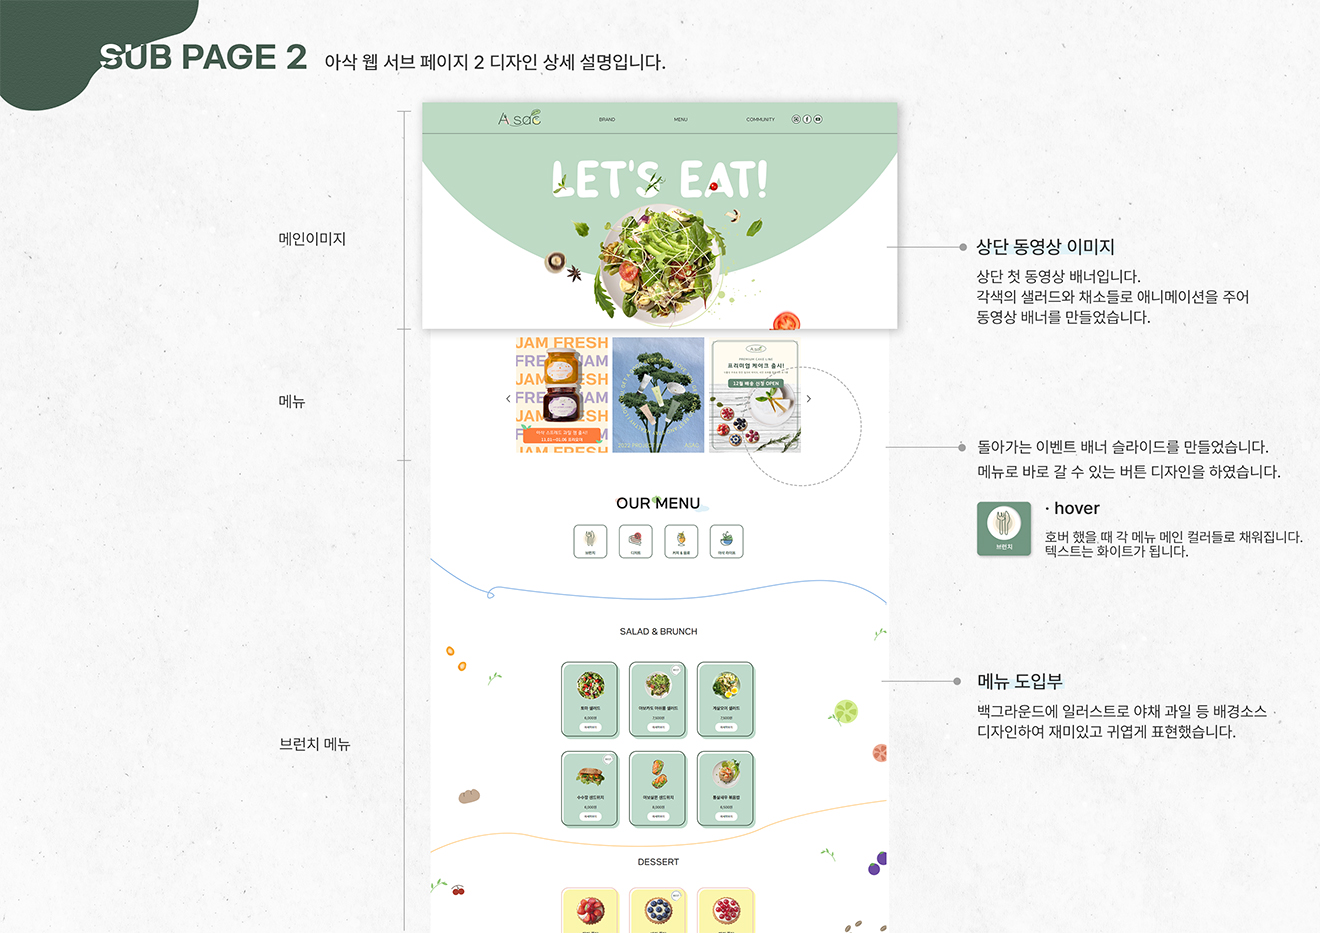 SUB PAGE 2
아삭 웹 서브 페이지 2 디자인 상세 설명입니다.
Asac
BRAND
MENU
COMMUNITY
LET'S EAT!
메인이미지
상단 동영상 이미지
상단 첫 동영상 배너입니다.
각색의 샐러드와 채소들로 애니메이션을 주어
동영상 배너를 만들었습니다.
메뉴
JAM FRESH
JAM
FRESH
PREMIUM CAKE LINE
프리미엄 케이크 출시!
12월 배송 신청 OPEN
돌아가는 이벤트 배너 슬라이드를 만들었습니다.
메뉴로 바로 갈 수 있는 버튼 디자인을 하였습니다.
· hover
호버 했을 때 각 메뉴 메인 컬러들로 채워집니다.
텍스트는 화이트가 됩니다.
브런치
OUR MENU
브런치
디저트
커피 & 음료
SALAD & BRUNCH
메뉴 도입부
백그라운드에 일러스트로 야채 과일 등 배경소스
디자인하여 재미있고 귀엽게 표현했습니다.
브런치 메뉴
DESSERT